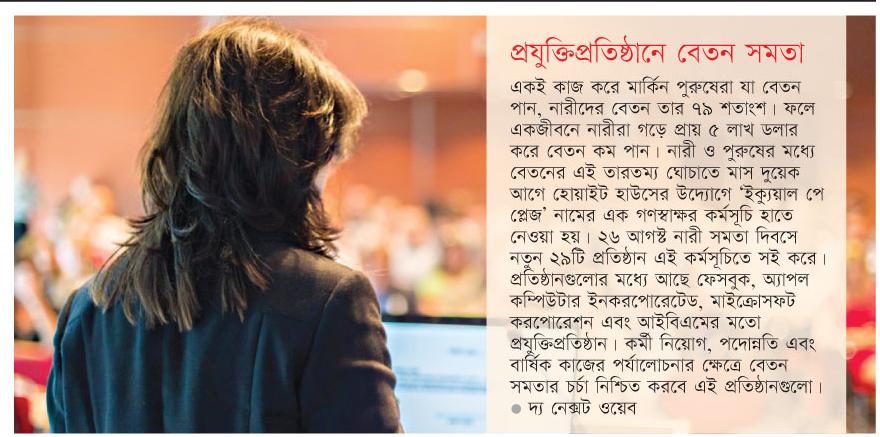 প্রযুক্তিপ্রতিষ্ঠানে বেতন সমতা
একই কাজ করে মার্কিন পুরুষেরা যা বেতন
পান, নারীদের বেতন তার ৭৯ শতাংশ। ফলে
একজীবনে নারীরা গড়ে প্রায় ৫ লাখ ডলার
করে বেতন কম পান। নারী ও পুরুষের মধ্যে
বেতনের এই তারতম্য ঘোচাতে মাস দুয়েক
আগে হোয়াইট হাউসের উদ্যোগে ‘ইক্যুয়াল পে
প্লেজ’ নামের এক গণস্বাক্ষর কর্মসূচি হাতে
নেওয়া হয়। ২৬ আগস্ট নারী সমতা দিবসে
নতুন ২৯টি প্রতিষ্ঠান এই কর্মসূচিতে সই করে।
প্রতিষ্ঠানগুলোর মধ্যে আছে ফেসবুক, অ্যাপল
কম্পিউটার ইনকরপোরেটেড, মাইক্রোসফট
করপোরেশন এবং আইবিএমের মতো
প্রযুক্তিপ্রতিষ্ঠান। কর্মী নিয়োগ, পদোন্নতি এবং
বার্ষিক কাজের পর্যালোচনার ক্ষেত্রে বেতন
সমতার চর্চা নিশ্চিত করবে এই প্রতিষ্ঠানগুলো।
● দ্য নেক্সট ওয়েব